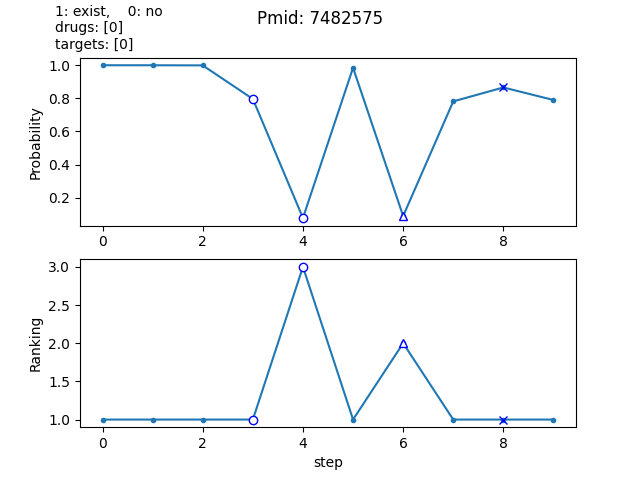 1: exist,    0: no
drugs: [0]
targets: [0]
Pmid: 7482575
Probability
1.0
0.8
0.6
0.4
0.2
0 2 4 6 8
Ranking
3.0
2.5
2.0
1.5
1.0
0 2 4 6 8
step